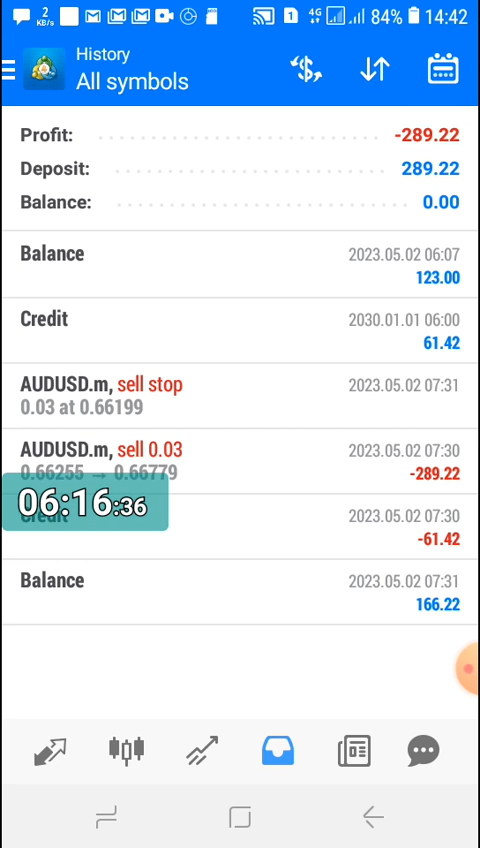 2
KB/s
1
4G
84%
14:42
History
All symbols
Profit: -289.22
Deposit: 289.22
Balance: 0.00
Balance 2023.05.02 06:07
123.00
Credit 2030.01.01 06:00
61.42
AUDUSD.m, sell stop 2023.05.02 07:31
0.03 at 0.66199
AUDUSD.m, sell 0.03 2023.05.02 07:30
0.66255 → 0.66779 -289.22
06:16:36
Credit 2023.05.02 07:30
-61.42
Balance 2023.05.02 07:31
166.22